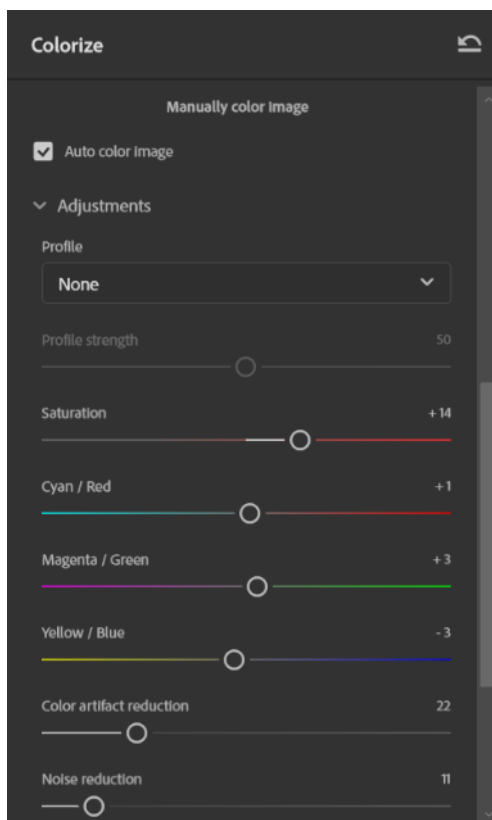 Colorize
Manually color image
Auto color image
Adjustments
Profile
None
Profile strength 50
Saturation +14
Cyan / Red +1
Magenta / Green +3
Yellow / Blue -3
Color artifact reduction 22
Noise reduction 11